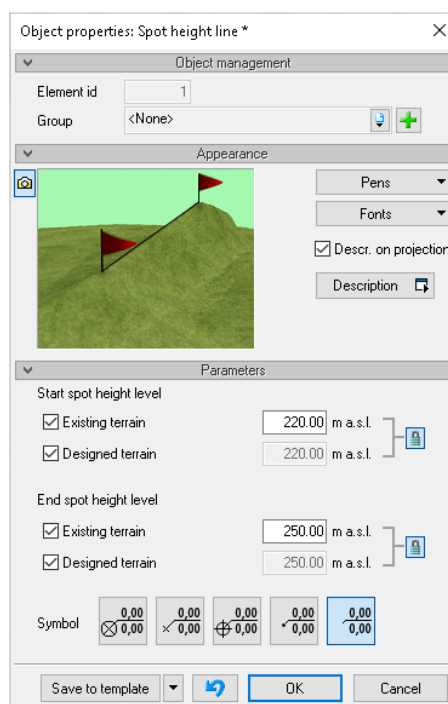 Object properties: Spot height line *
Object management
Element id 1
Group <None>
Appearance
Pens
Fonts
Descr. on projection
Description
Parameters
Start spot height level
Existing terrain 220.00 m a.s.l.
Designed terrain 220.00 m a.s.l.
End spot height level
Existing terrain 250.00 m a.s.l.
Designed terrain 250.00 m a.s.l.
0,00 0,00 0,00 0,00 0,00
Symbol
0,00 0,00 0,00 0,00 0,00
Save to template OK Cancel